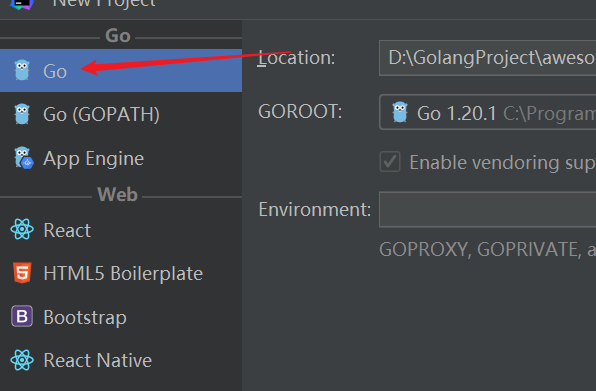 New Project
Go
Go
Go (GOPATH)
App Engine
Web
React
HTML5 Boilerplate
Bootstrap
React Native
Location:
D:\GolangProject\aweso
GOROOT:
Go 1.20.1 C:\Program
Enable vendoring sup
Environment:
GOPROXY, GOPRIVATE, a